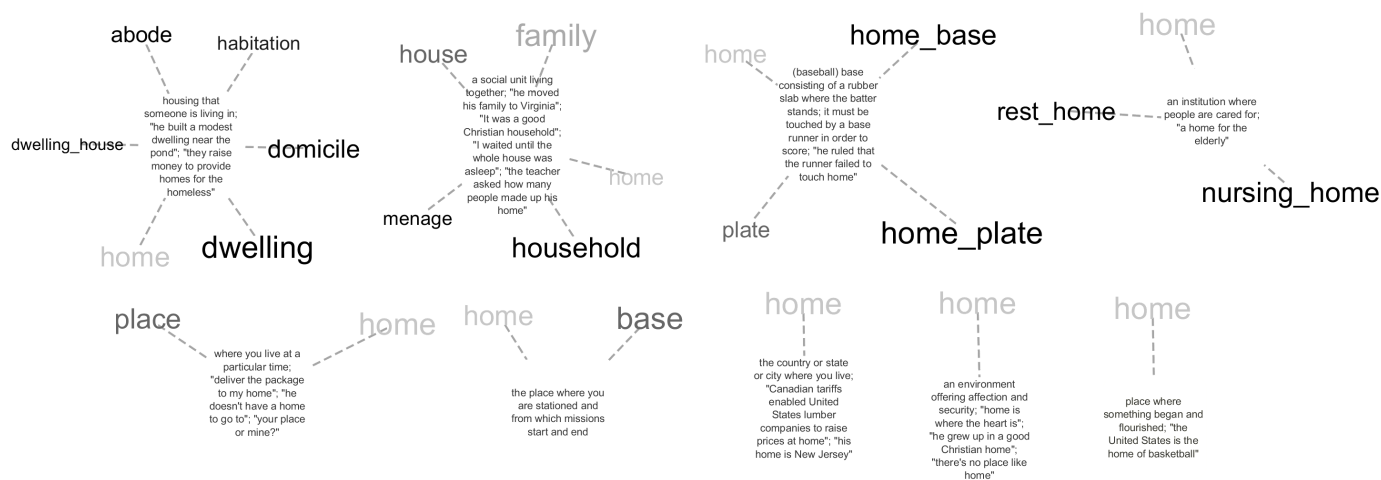 abode
habitation
dwelling_house
housing that
someone is living in;
"he built a modest
dwelling near the
pond"; "they raise
money to provide
homes for the
homeless"
domicile
home
dwelling
house
family
a social unit living
together; "he moved
his family to Virginia";
"It was a good
Christian household";
"I waited until the
whole house was
asleep"; "the teacher
asked how many
people made up his
home"
home
menage
household
home
home_base
(baseball) base
consisting of a rubber
slab where the batter
stands; it must be
touched by a base
runner in order to
score; "he ruled that
the runner failed to
touch home"
plate
home_plate
home
rest_home
an institution where
people are cared for;
"a home for the
elderly"
nursing_home
place
home
where you live at a
particular time;
"deliver the package
to my home"; "he
doesn't have a home
to go to"; "your place
or mine?"
home
base
the place where you
are stationed and
from which missions
start and end
home
the country or state
or city where you live;
"Canadian tariffs
enabled United
States lumber
companies to raise
prices at home"; "his
home is New Jersey"
home
an environment
offering affection and
security; "home is
where the heart is";
"he grew up in a good
Christian home";
"there's no place like
home"
home
place where
something began and
flourished; "the
United States is the
home of basketball"